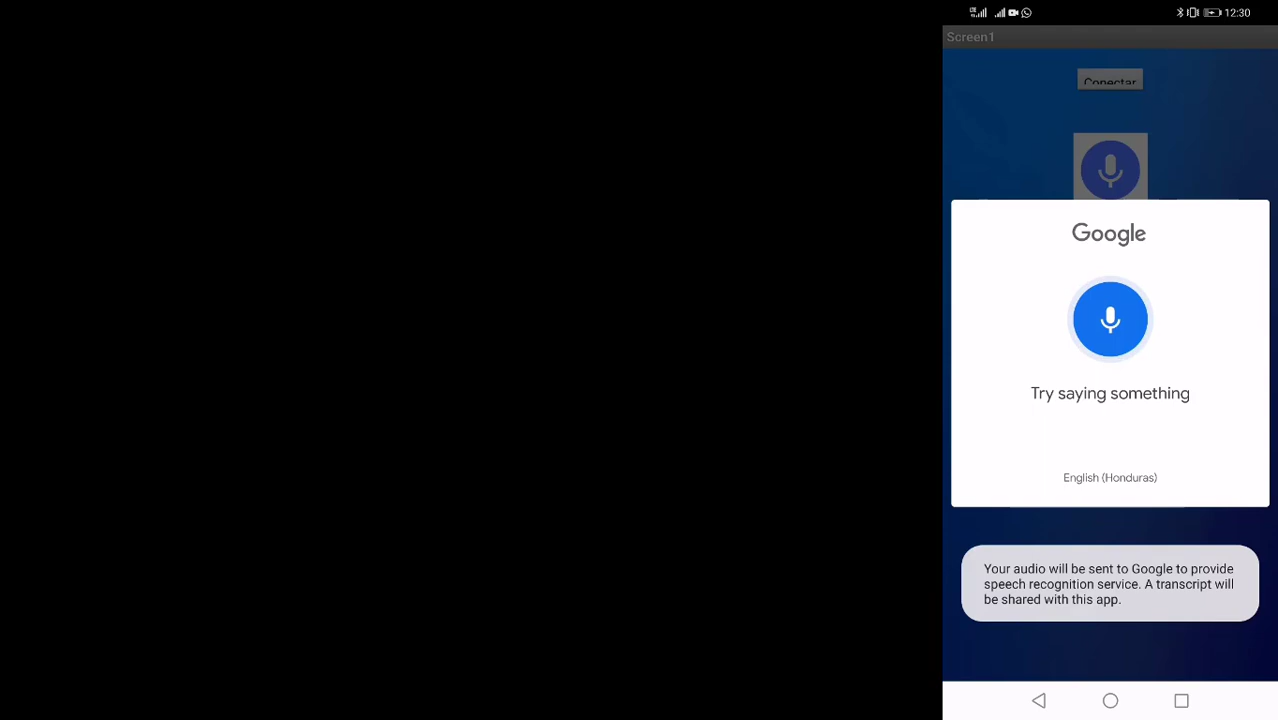 12:30
Screen1
Conectar
Google
Try saying something
English (Honduras)
Your audio will be sent to Google to provide
speech recognition service. A transcript will
be shared with this app.